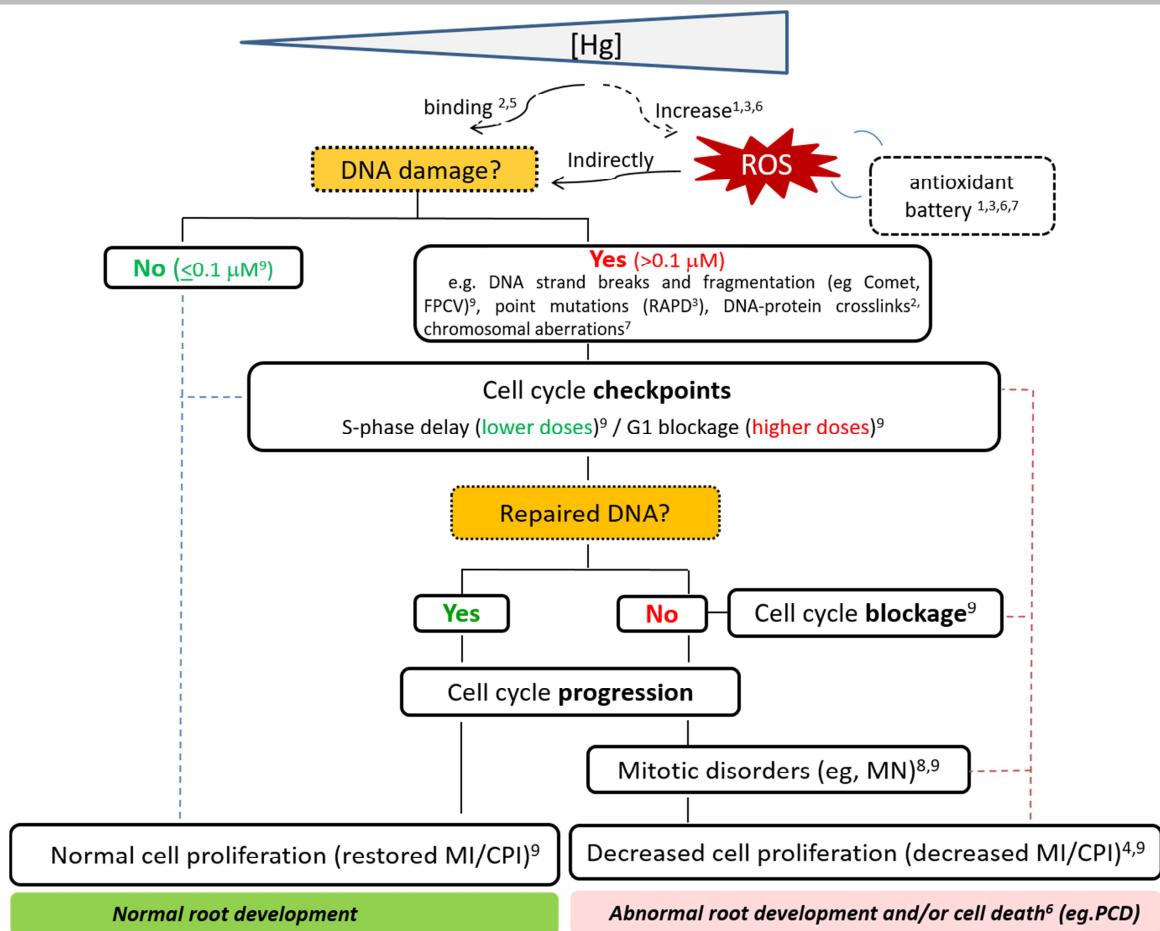 [Hg]
binding 2,5
Increase1,3,6
DNA damage?
Indirectly
ROS
antioxidant
battery 1,3,6,7
No (≤0.1 μM9)
Yes (>0.1 μM)
e.g. DNA strand breaks and fragmentation (eg Comet,
FPCV)9, point mutations (RAPD3), DNA-protein crosslinks2,
chromosomal aberrations7
Cell cycle checkpoints
S-phase delay (lower doses)9 / G1 blockage (higher doses)9
Repaired DNA?
Yes
No
Cell cycle blockage9
Cell cycle progression
Mitotic disorders (eg, MN)8,9
Normal cell proliferation (restored MI/CPI)9
Decreased cell proliferation (decreased MI/CPI)4,9
Normal root development
Abnormal root development and/or cell death6 (eg.PCD)